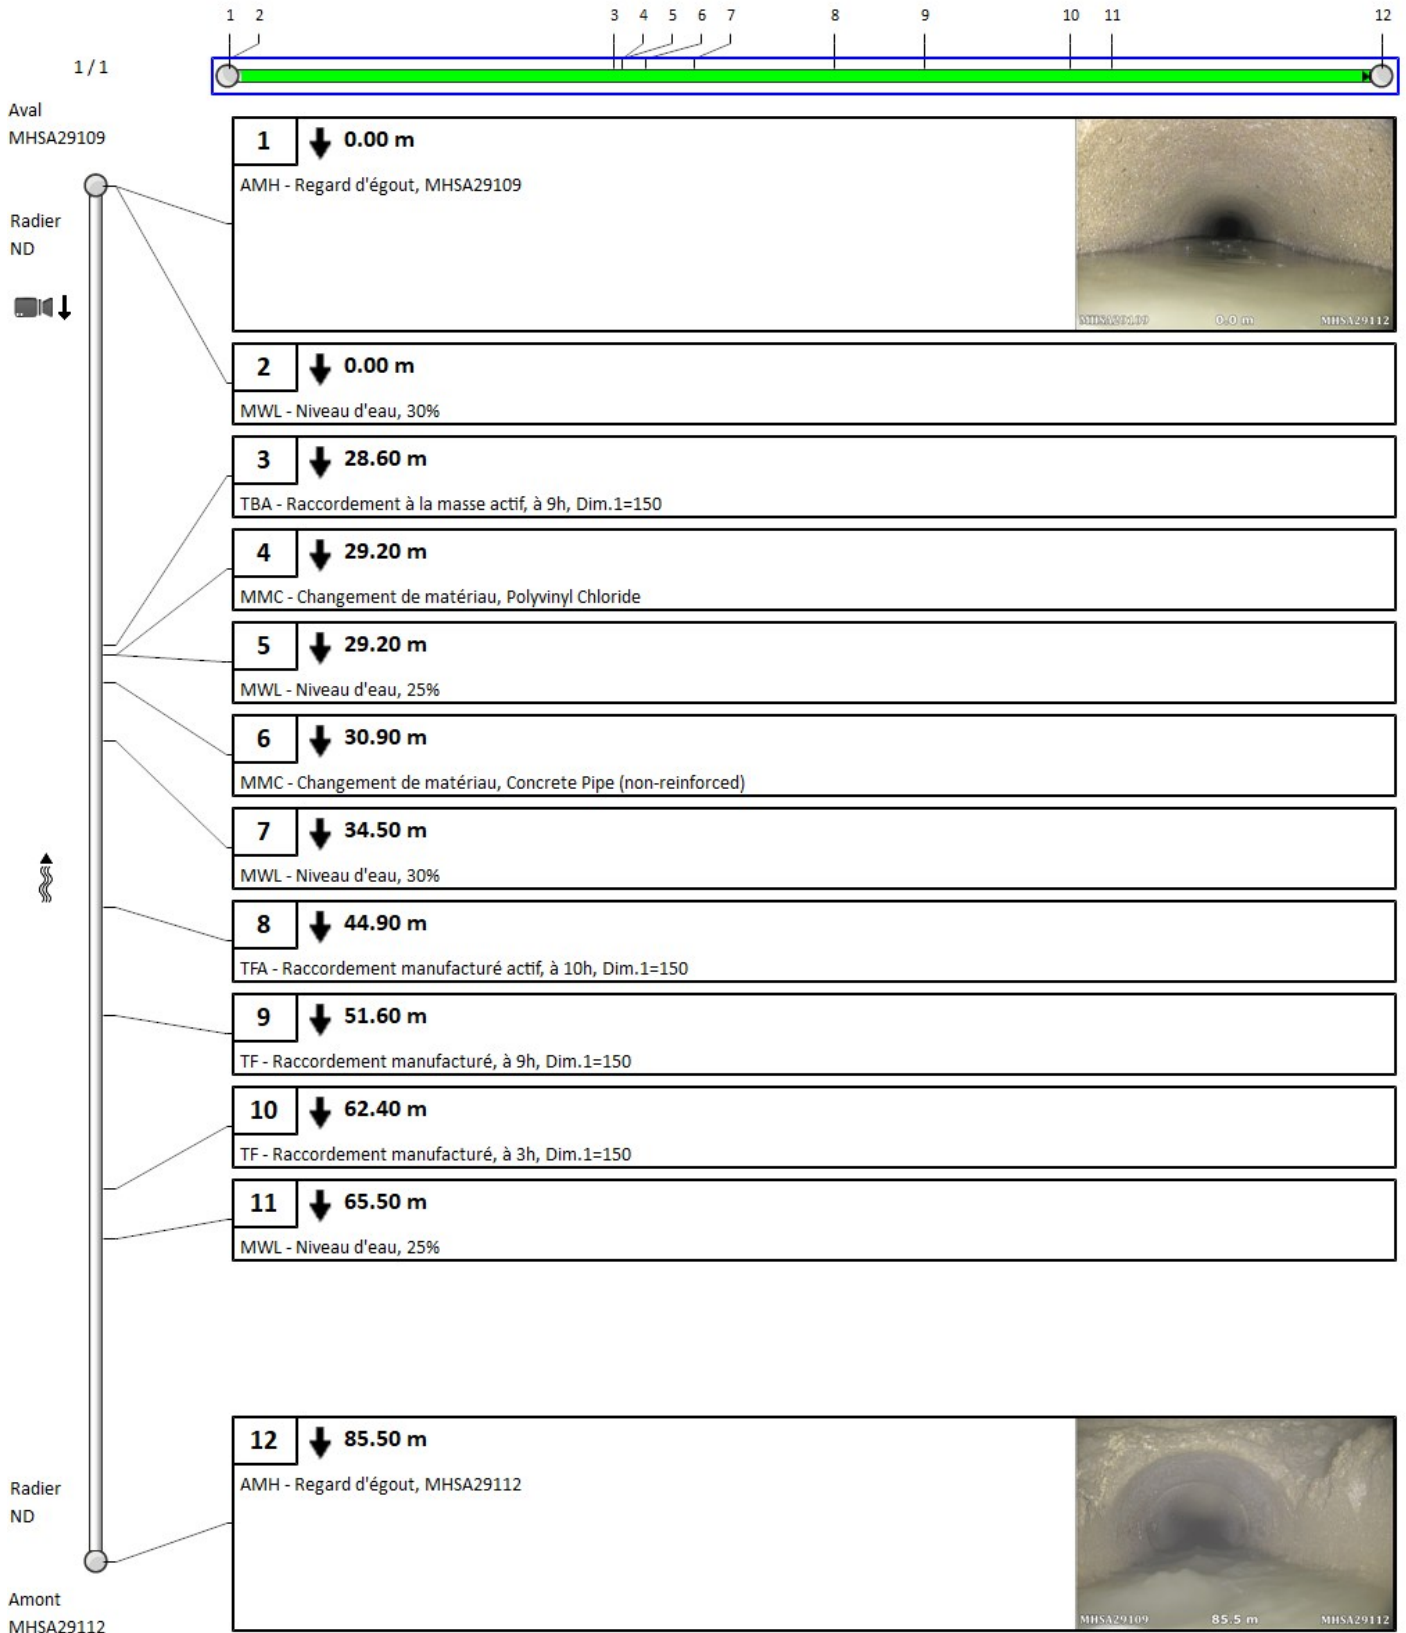 1 2 3 4 5 6 7 8 9 10 11 12
1 / 1
Aval
MHSA29109
Radier
ND
1 0.00 m
AMH - Regard d'égout, MHSA29109
MHSA29109 0.0 m MHSA29112
2 0.00 m
MWL - Niveau d'eau, 30%
3 28.60 m
TBA - Raccordement à la masse actif, à 9h, Dim.1=150
4 29.20 m
MMC - Changement de matériau, Polyvinyl Chloride
5 29.20 m
MWL - Niveau d'eau, 25%
6 30.90 m
MMC - Changement de matériau, Concrete Pipe (non-reinforced)
7 34.50 m
MWL - Niveau d'eau, 30%
8 44.90 m
TFA - Raccordement manufacturé actif, à 10h, Dim.1=150
9 51.60 m
TF - Raccordement manufacturé, à 9h, Dim.1=150
10 62.40 m
TF - Raccordement manufacturé, à 3h, Dim.1=150
11 65.50 m
MWL - Niveau d'eau, 25%
12 85.50 m
AMH - Regard d'égout, MHSA29112
MHSA29109 85.5 m MHSA29112
Radier
ND
Amont
MHSA29112